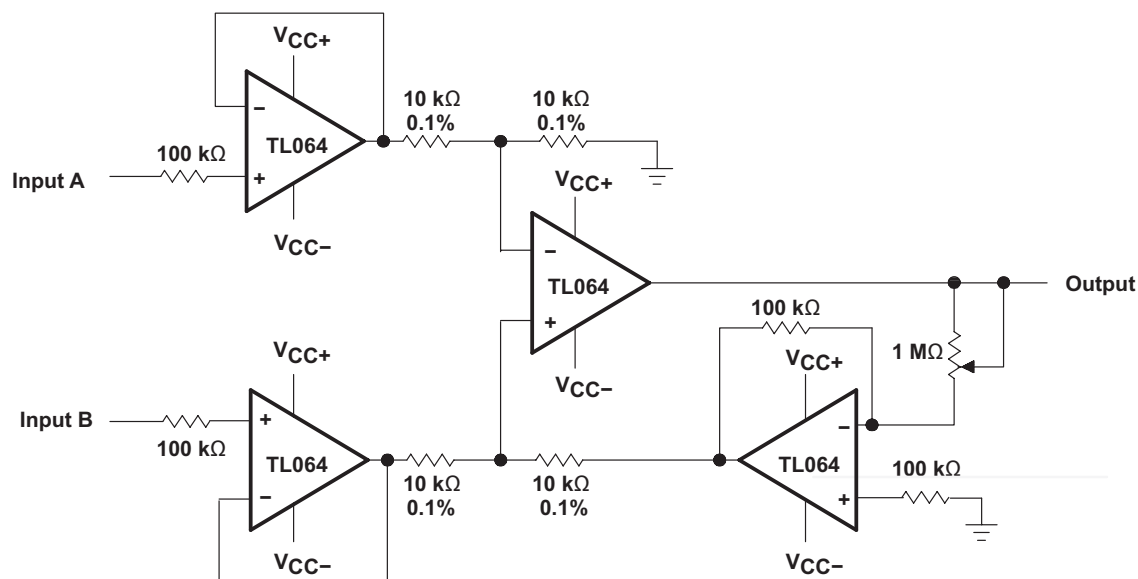 VCC+
10 kΩ
0.1%
10 kΩ
0.1%
−
TL064
100 kΩ
+
Input A
VCC−
VCC+
−
TL064
+
VCC−
Output
100 kΩ
1 MΩ
VCC+
VCC+
Input B
100 kΩ
+
TL064
−
VCC−
10 kΩ
0.1%
10 kΩ
0.1%
−
TL064
+
100 kΩ
VCC−